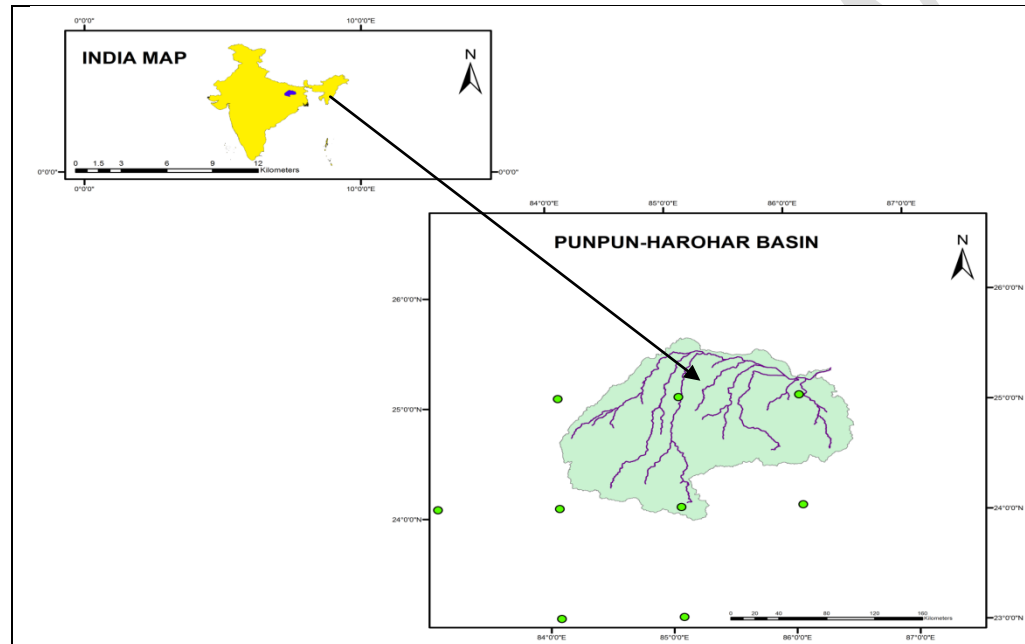 0°0'0" 10°0'0"E
INDIA MAP
N
0 1.5 3 6 9 12
Kilometers
0°0'0" 0°0'0"
0°0'0" 10°0'0"E
84°0'0"E 85°0'0"E 86°0'0"E 87°0'0"E
PUNPUN-HAROHAR BASIN
N
26°0'0"N 26°0'0"N
25°0'0"N 25°0'0"N
24°0'0"N 24°0'0"N
0 20 40 80 120 160
Kilometers
23°0'0"N
84°0'0"E 85°0'0"E 86°0'0"E 87°0'0"E